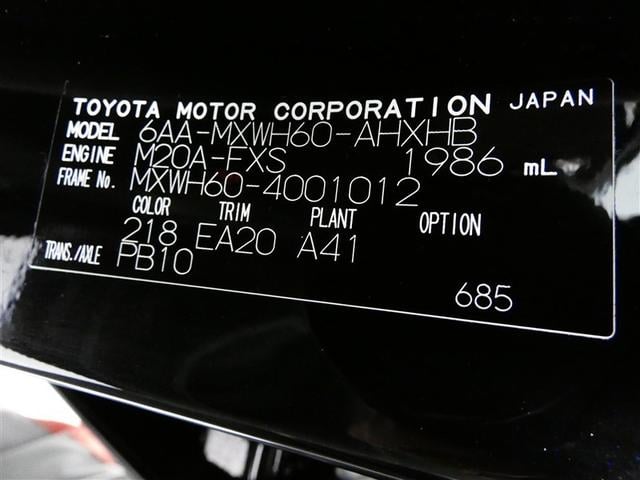 TOYOTA MOTOR CORPORATION JAPAN
MODEL 6AA-MXWH60-AHXHB
ENGINE M20A-FXS 1986 mL
FRAME No. MXWH60-4001012
COLOR TRIM PLANT OPTION
218 EA20 A41
TRANS./AXLE PB10
685